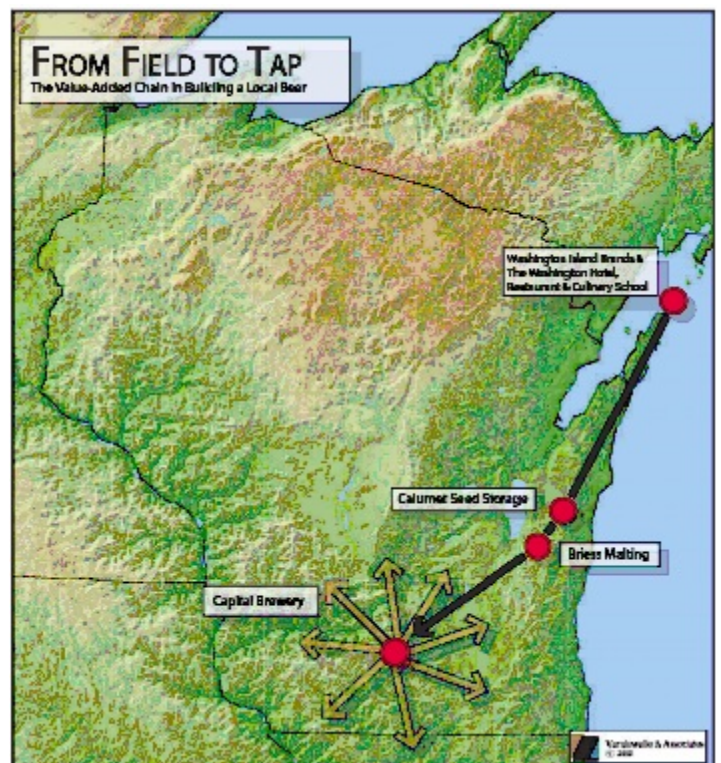 FROM FIELD TO TAP
The Value-Added Chain in Building a Local Beer
Washington Island Brands &
The Washington Hotel,
Restaurant & Culinary School
Calumet Seed Storage
Briess Malting
Capital Brewery
& Associates